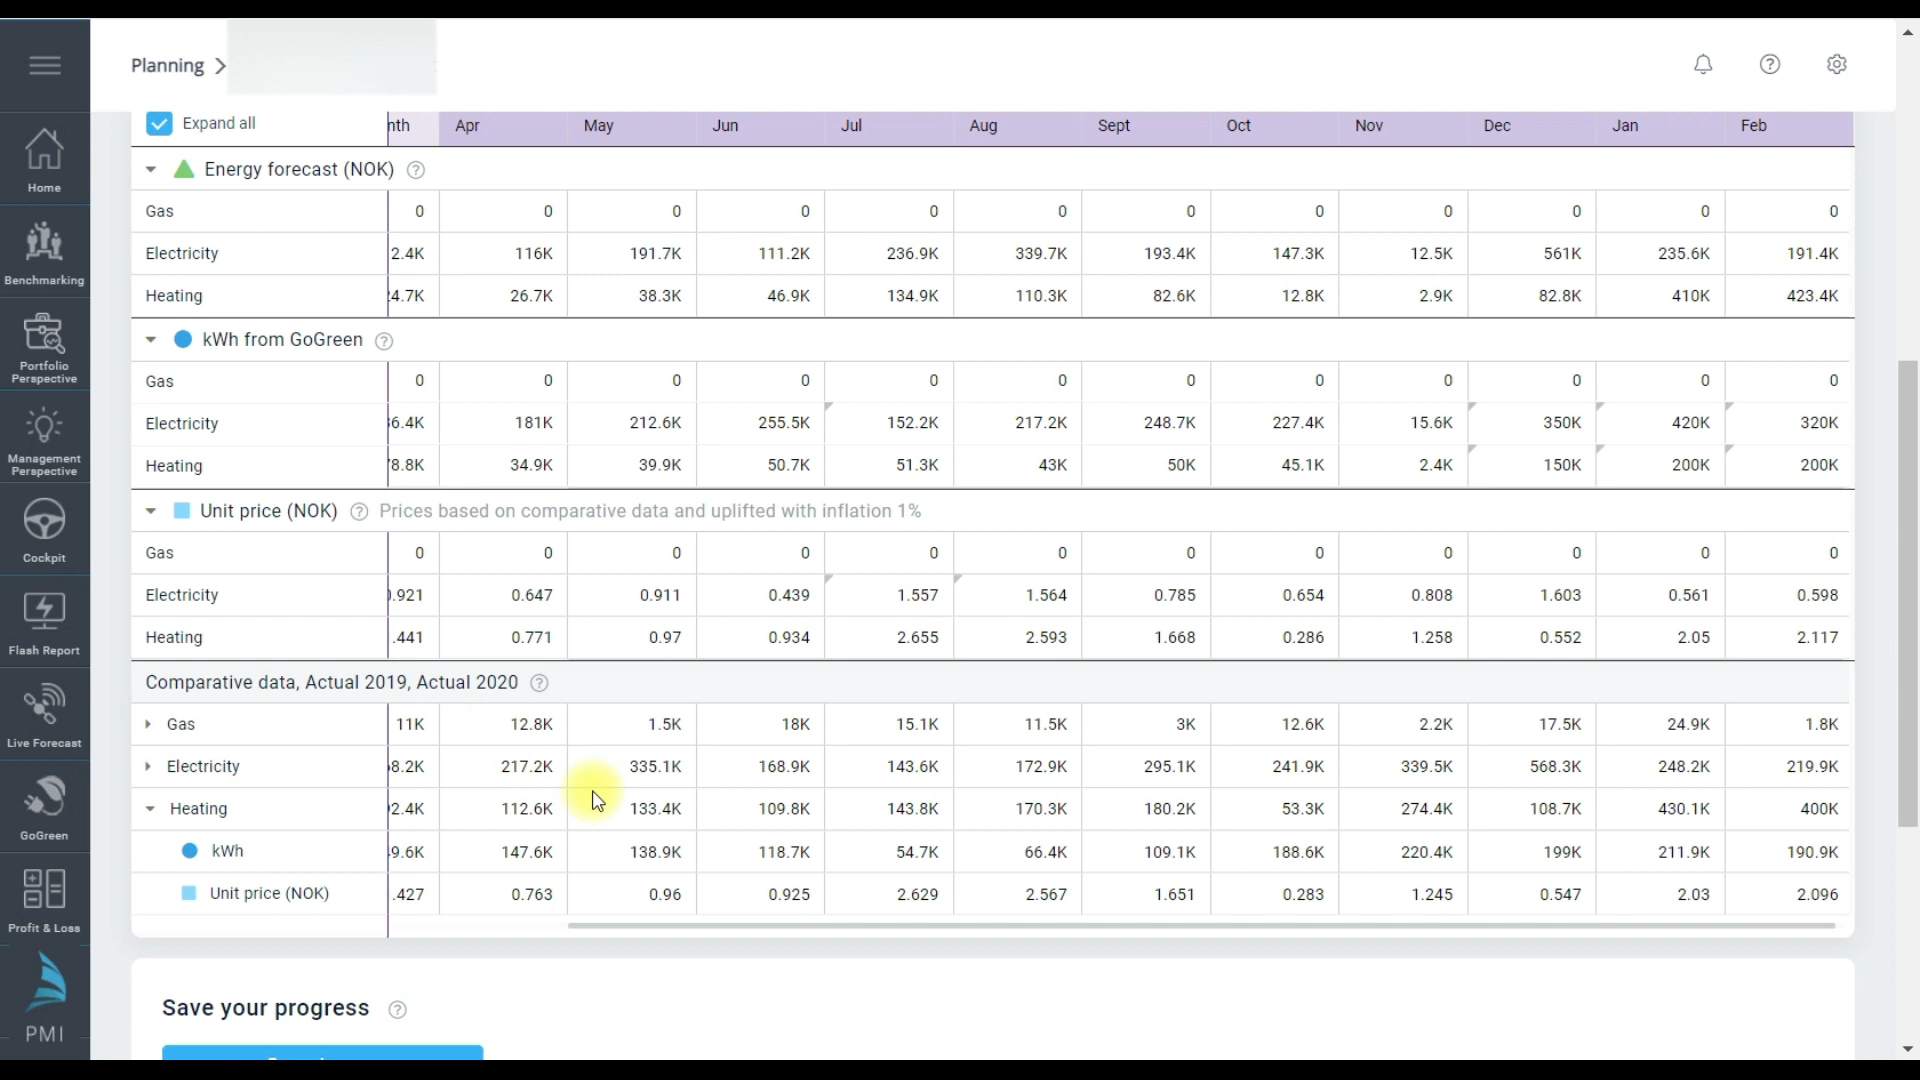 Planning >
Expand all nth Apr May Jun Jul Aug Sept Oct Nov Dec Jan Feb
Energy forecast (NOK) ?
Gas 0 0 0 0 0 0 0 0 0 0 0 0
Electricity 2.4K 116K 191.7K 111.2K 236.9K 339.7K 193.4K 147.3K 12.5K 561K 235.6K 191.4K
Heating 4.7K 26.7K 38.3K 46.9K 134.9K 110.3K 82.6K 12.8K 2.9K 82.8K 410K 423.4K
kWh from GoGreen ?
Gas 0 0 0 0 0 0 0 0 0 0 0 0
Electricity 6.4K 181K 212.6K 255.5K 152.2K 217.2K 248.7K 227.4K 15.6K 350K 420K 320K
Heating 8.8K 34.9K 39.9K 50.7K 51.3K 43K 50K 45.1K 2.4K 150K 200K 200K
Unit price (NOK) ? Prices based on comparative data and uplifted with inflation 1%
Gas 0 0 0 0 0 0 0 0 0 0 0 0
Electricity .921 0.647 0.911 0.439 1.557 1.564 0.785 0.654 0.808 1.603 0.561 0.598
Heating .441 0.771 0.97 0.934 2.655 2.593 1.668 0.286 1.258 0.552 2.05 2.117
Comparative data, Actual 2019, Actual 2020 ?
Gas 11K 12.8K 1.5K 18K 15.1K 11.5K 3K 12.6K 2.2K 17.5K 24.9K 1.8K
Electricity 8.2K 217.2K 335.1K 168.9K 143.6K 172.9K 295.1K 241.9K 339.5K 568.3K 248.2K 219.9K
Heating 2.4K 112.6K 133.4K 109.8K 143.8K 170.3K 180.2K 53.3K 274.4K 108.7K 430.1K 400K
kWh 9.6K 147.6K 138.9K 118.7K 54.7K 66.4K 109.1K 188.6K 220.4K 199K 211.9K 190.9K
Unit price (NOK) .427 0.763 0.96 0.925 2.629 2.567 1.651 0.283 1.245 0.547 2.03 2.096
Save your progress ?
Home
Benchmarking
Portfolio
Perspective
Management
Perspective
Cockpit
Flash Report
Live Forecast
GoGreen
Profit & Loss
PMI